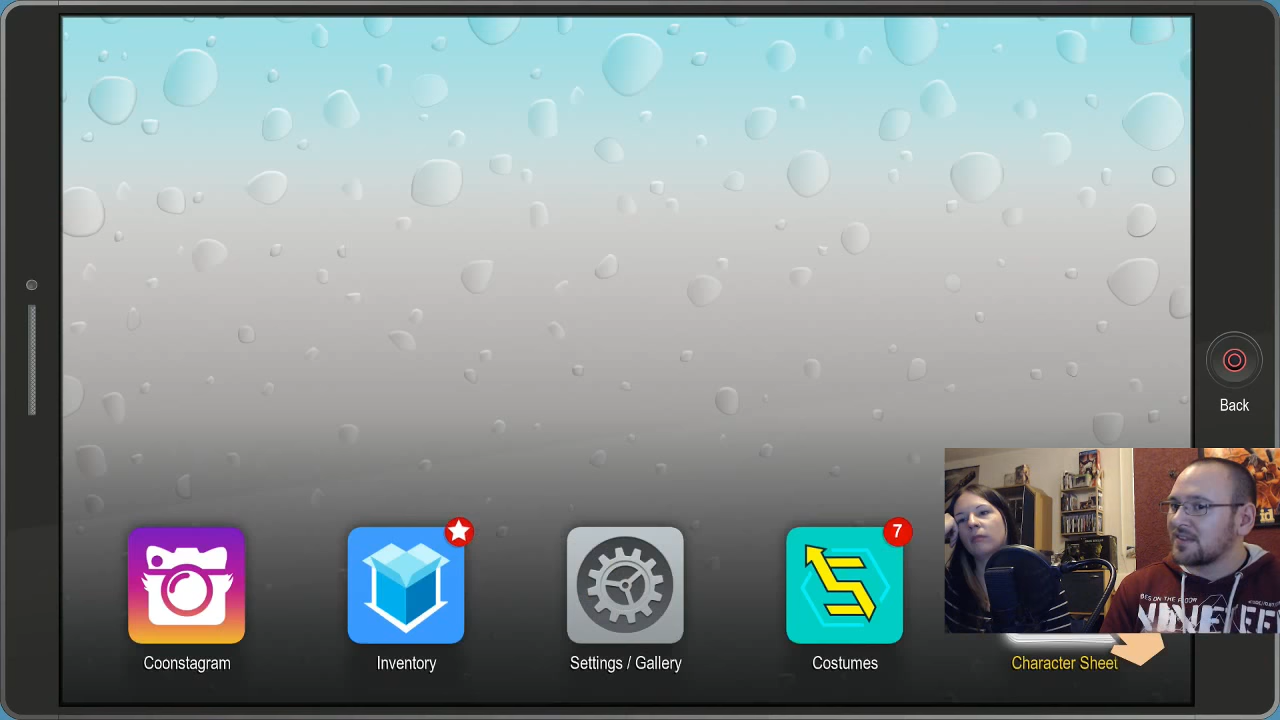 Back
7
Coonstagram
Inventory
Settings / Gallery
Costumes
Character Sheet